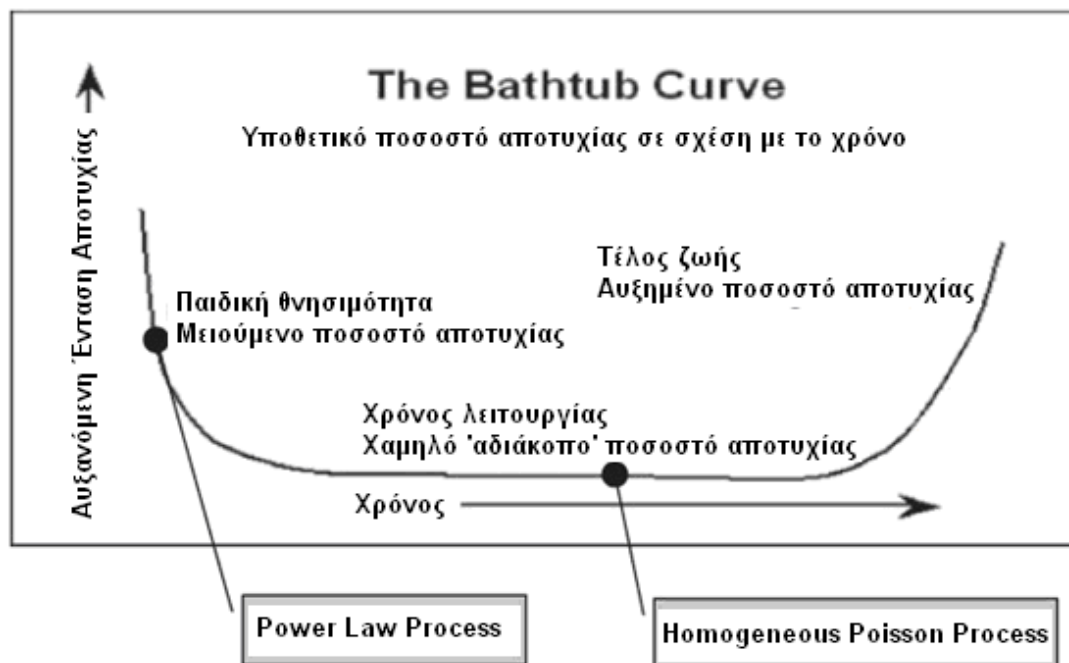 The Bathtub Curve
Υποθετικό ποσοστό αποτυχίας σε σχέση με το χρόνο
Αυξανόμενη Ένταση Αποτυχίας
Τέλος ζωής
Αυξημένο ποσοστό αποτυχίας
Παιδική θνησιμότητα
Μειούμενο ποσοστό αποτυχίας
Χρόνος λειτουργίας
Χαμηλό 'αδιάκοπο' ποσοστό αποτυχίας
Χρόνος
Power Law Process
Homogeneous Poisson Process